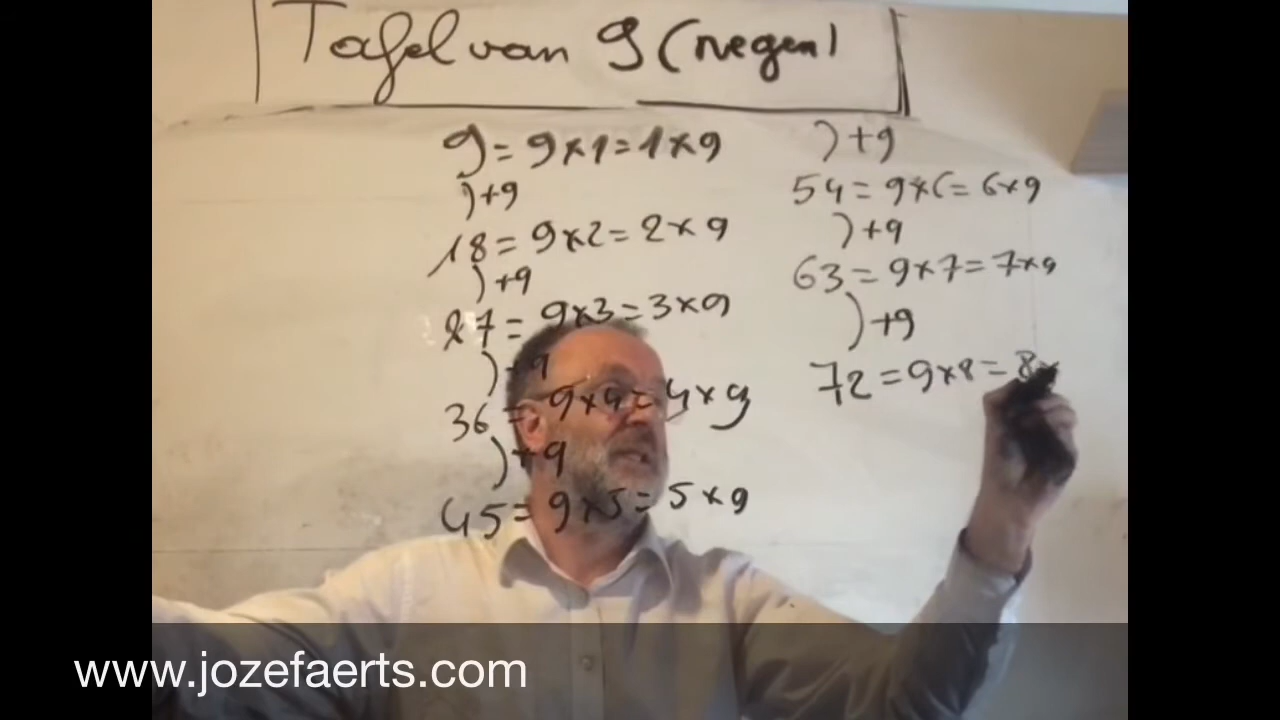 Tafel van 9 (negen)
9 = 9 x 1 = 1 x 9
) + 9
18 = 9 x 2 = 2 x 9
) + 9
27 = 9 x 3 = 3 x 9
) + 9
36 = 9 x 4 = 4 x 9
) + 9
45 = 9 x 5 = 5 x 9
) + 9
54 = 9 x 6 = 6 x 9
) + 9
63 = 9 x 7 = 7 x 9
) + 9
72 = 9 x 8 = 8 x
www.jozefaerts.com